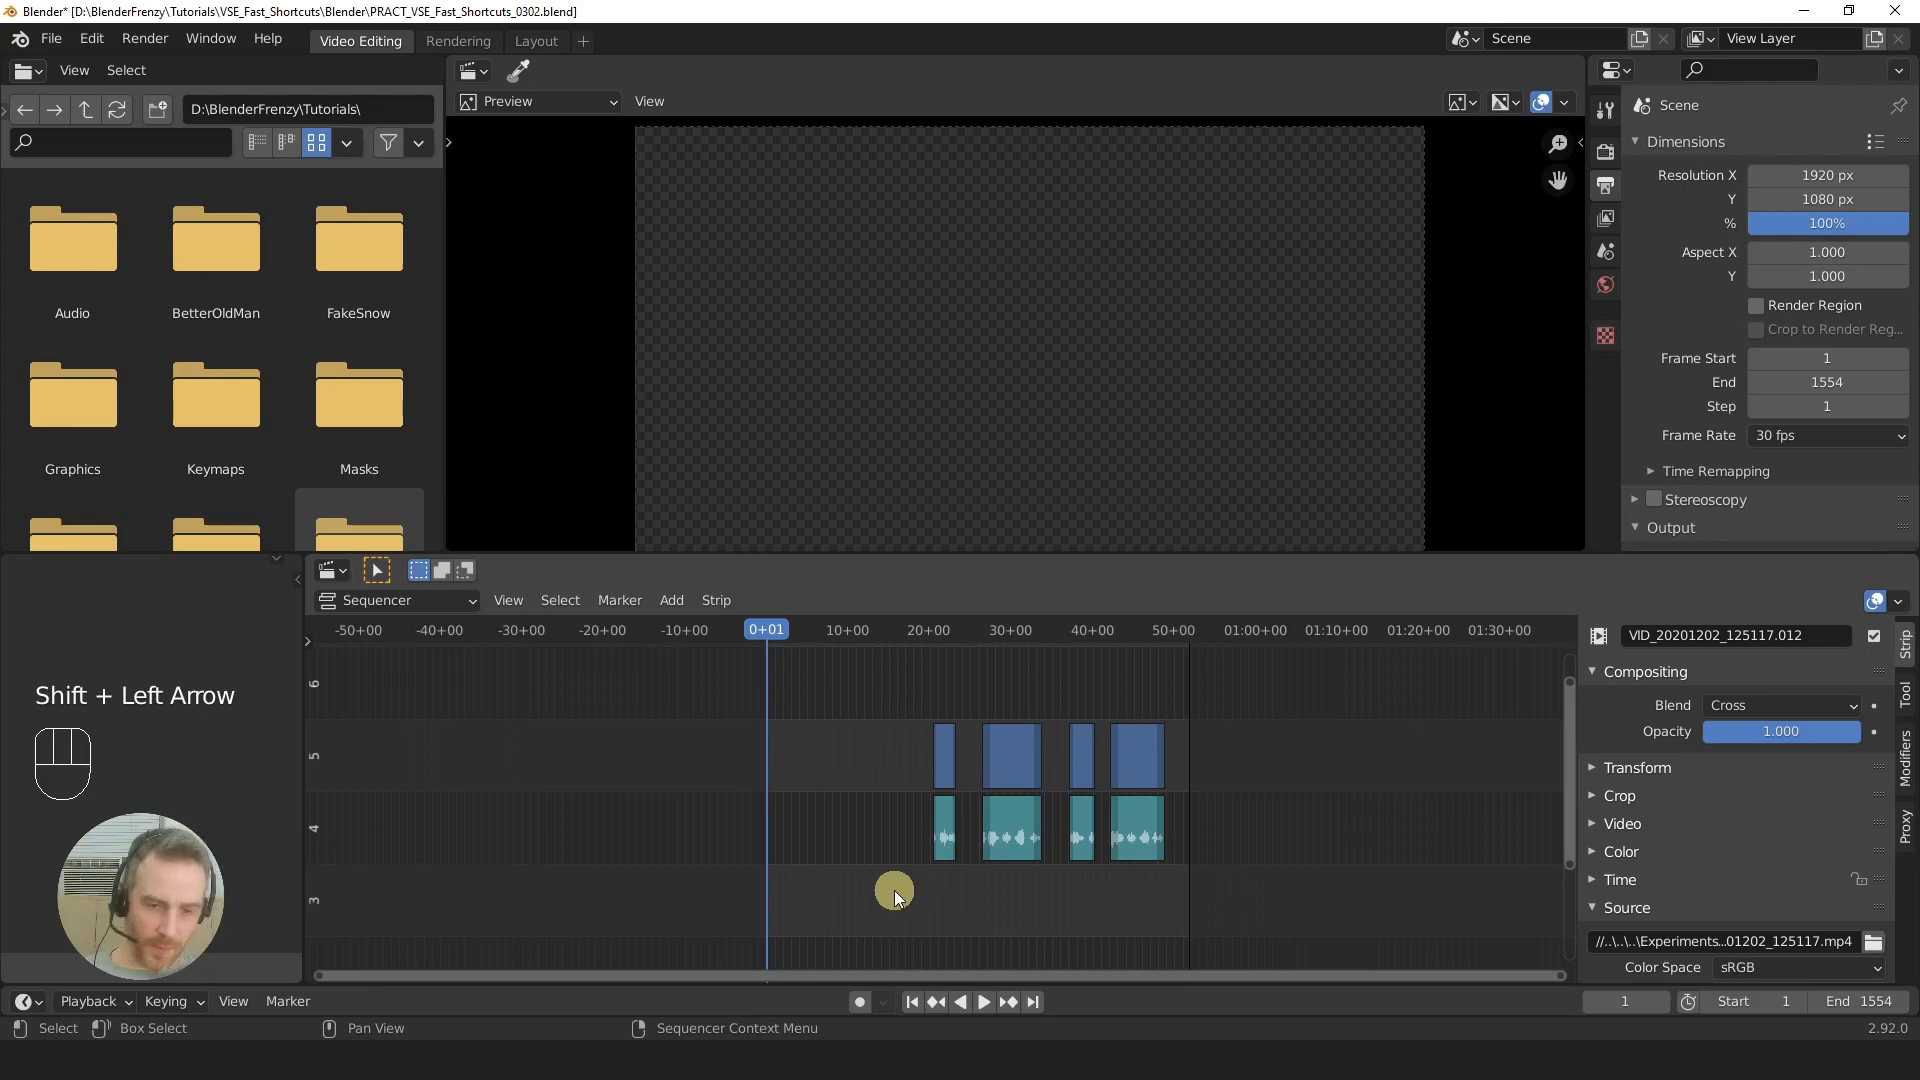 Blender* [D:\BlenderFrenzy\Tutorials\VSE_Fast_Shortcuts\Blender\PRACT_VSE_Fast_Shortcuts_0302.blend]
File Edit Render Window Help Video Editing Rendering Layout + Scene View Layer
View Select
Preview View
D:\BlenderFrenzy\Tutorials\
Scene
Dimensions
Resolution X 1920 px
Y 1080 px
% 100%
Aspect X 1.000
Y 1.000
Render Region
Crop to Render Reg...
Frame Start 1
End 1554
Step 1
Frame Rate 30 fps
Time Remapping
Stereoscopy
Output
Audio BetterOldMan FakeSnow
Graphics Keymaps Masks
Sequencer View Select Marker Add Strip
-50+00 -40+00 -30+00 -20+00 -10+00 0+01 10+00 20+00 30+00 40+00 50+00 01:00+00 01:10+00 01:20+00 01:30+00
6
5
4
3
Shift + Left Arrow
VID_20201202_125117.012
Compositing
Blend Cross
Opacity 1.000
Transform
Crop
Video
Color
Time
Source
//..\..\..\Experiments...01202_125117.mp4
Color Space sRGB
Strip
Tool
Modifiers
Proxy
Playback Keying View Marker 1 Start 1 End 1554
Select Box Select Pan View Sequencer Context Menu 2.92.0